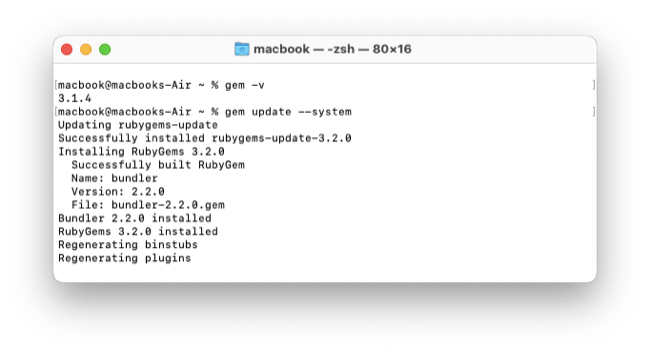 macbook — -zsh — 80×16
[macbook@macbooks-Air ~ % gem -v ]
3.1.4
[macbook@macbooks-Air ~ % gem update --system ]
Updating rubygems-update
Successfully installed rubygems-update-3.2.0
Installing RubyGems 3.2.0
  Successfully built RubyGem
  Name: bundler
  Version: 2.2.0
  File: bundler-2.2.0.gem
Bundler 2.2.0 installed
RubyGems 3.2.0 installed
Regenerating binstubs
Regenerating plugins